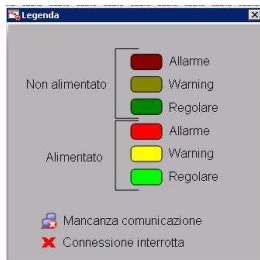 Legenda
Allarme
Non alimentato
Warning
Regolare
Allarme
Alimentato
Warning
Regolare
Mancanza comunicazione
Connessione interrotta